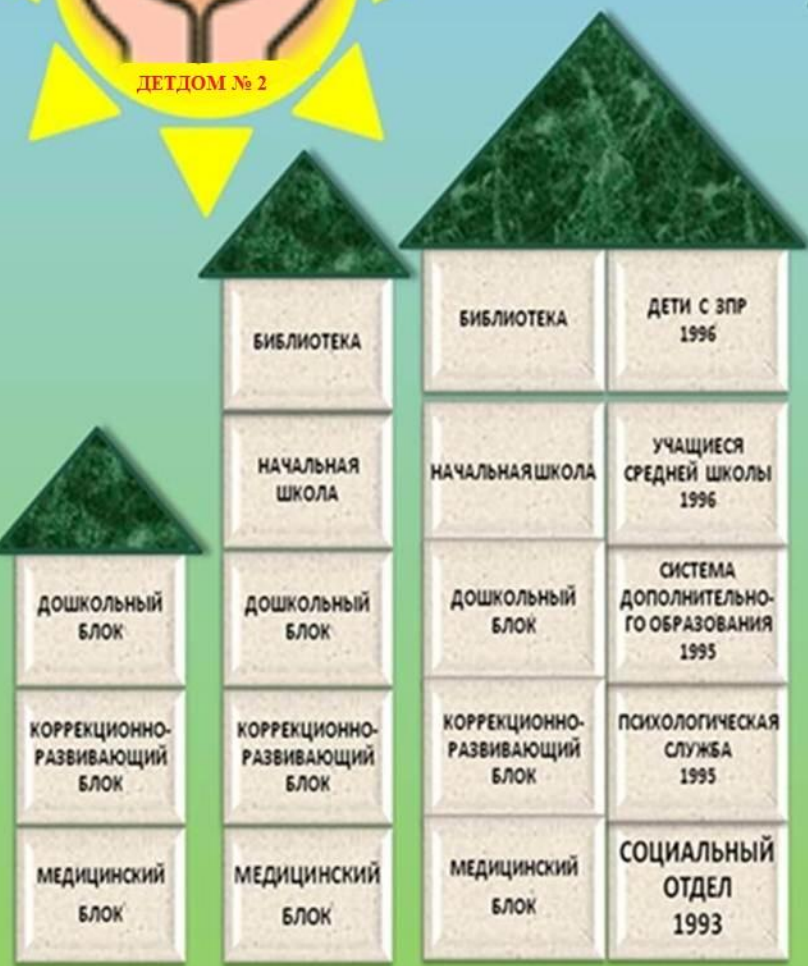 ДЕТДОМ № 2
ДОШКОЛЬНЫЙ
БЛОК
КОРРЕКЦИОННО-
РАЗВИВАЮЩИЙ
БЛОК
МЕДИЦИНСКИЙ
БЛОК
БИБЛИОТЕКА
НАЧАЛЬНАЯ
ШКОЛА
ДОШКОЛЬНЫЙ
БЛОК
КОРРЕКЦИОННО-
РАЗВИВАЮЩИЙ
БЛОК
МЕДИЦИНСКИЙ
БЛОК
БИБЛИОТЕКА
НАЧАЛЬНАЯ ШКОЛА
ДОШКОЛЬНЫЙ
БЛОК
КОРРЕКЦИОННО-
РАЗВИВАЮЩИЙ
БЛОК
МЕДИЦИНСКИЙ
БЛОК
ДЕТИ С ЗПР
1996
УЧАЩИЕСЯ
СРЕДНЕЙ ШКОЛЫ
1996
СИСТЕМА
ДОПОЛНИТЕЛЬНО-
ГО ОБРАЗОВАНИЯ
1995
ПСИХОЛОГИЧЕСКАЯ
СЛУЖБА
1995
СОЦИАЛЬНЫЙ
ОТДЕЛ
1993